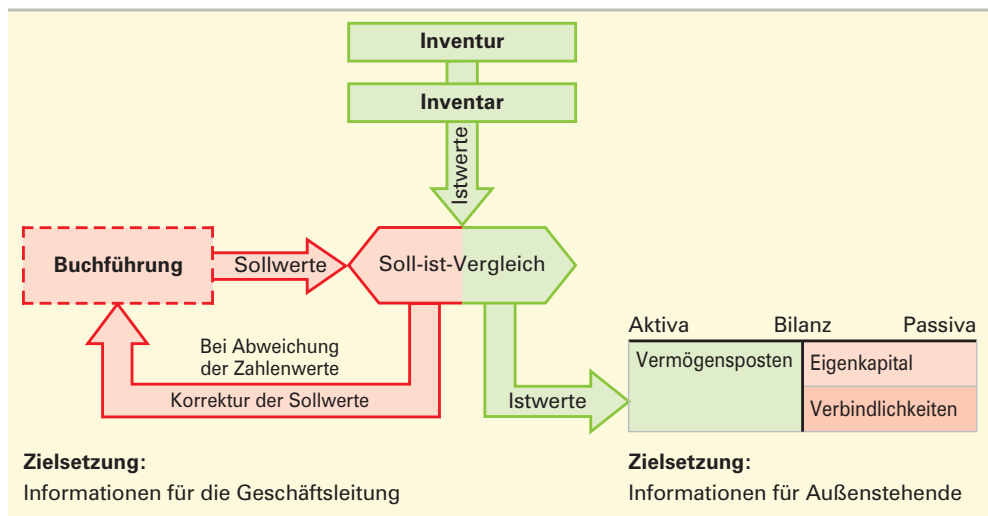 Inventur
Inventar
Istwerte
Buchführung
Sollwerte
Soll-ist-Vergleich
Bei Abweichung
der Zahlenwerte
Korrektur der Sollwerte
Istwerte
Aktiva Bilanz Passiva
Vermögensposten Eigenkapital
Verbindlichkeiten
Zielsetzung:
Informationen für die Geschäftsleitung
Zielsetzung:
Informationen für Außenstehende